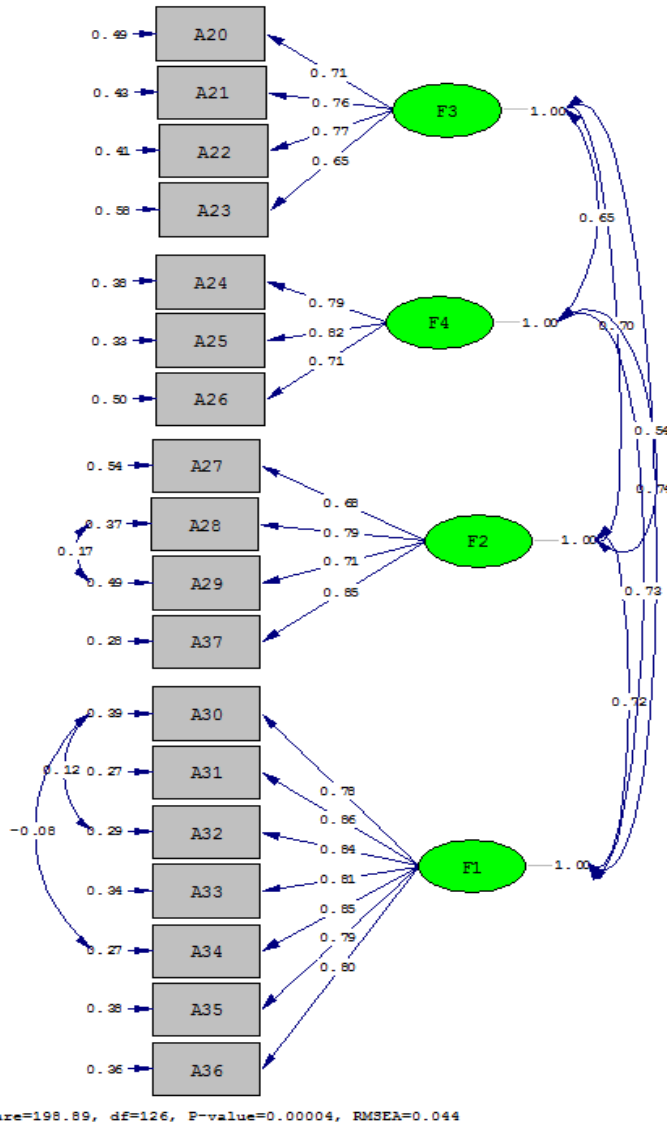 0.49 A20
0.71
0.43 A21
0.76
F3 1.00
0.77
0.41 A22
0.65
0.58 A23
0.65
0.38 A24
0.79
0.33 A25
0.82
F4 1.00
0.70
0.71
0.50 A26
0.54
0.54 A27
0.74
0.68
0.37 A28
0.79
F2 1.00
0.17
0.71
0.49 A29
0.73
0.85
0.28 A37
0.72
0.39 A30
0.12
0.27 A31
0.78
0.86
-0.08
0.29 A32
0.84
F1 1.00
0.34 A33
0.81
0.85
0.27 A34
0.79
0.80
0.38 A35
0.36 A36
are=198.89, df=126, P-value=0.00004, RMSEA=0.044